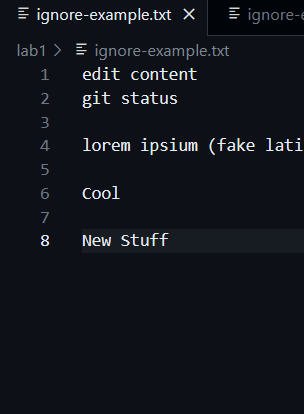 ignore-example.txt
ignore-e
lab1 > ignore-example.txt
1 edit content
2 git status
3
4 lorem ipsium (fake lati
5
6 Cool
7
8 New Stuff